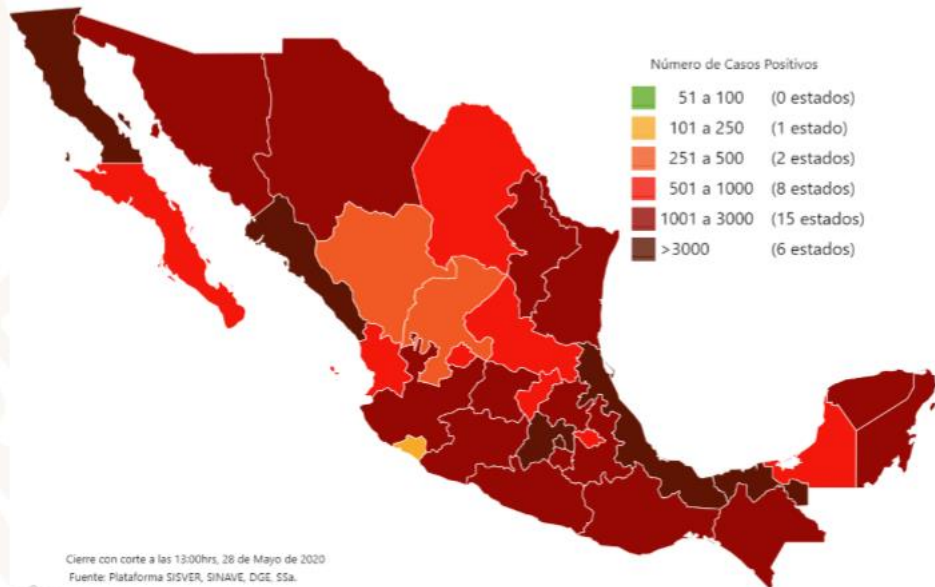 Número de Casos Positivos
51 a 100 (0 estados)
101 a 250 (1 estado)
251 a 500 (2 estados)
501 a 1000 (8 estados)
1001 a 3000 (15 estados)
>3000 (6 estados)
Cierre con corte a las 13:00hrs, 28 de Mayo de 2020
Fuente: Plataforma SISVER, SINAVE, DGE, SSa.